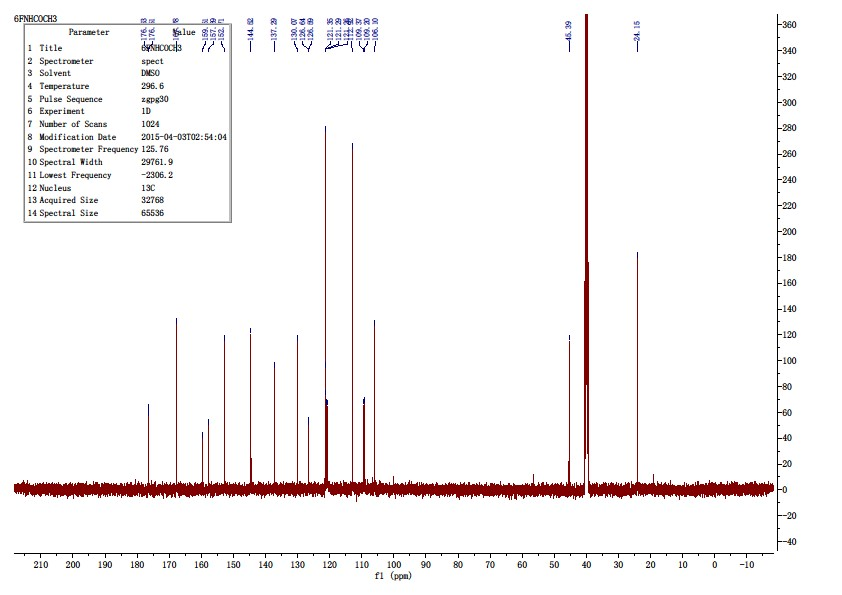 6FNHCOCH3
Parameter Value
1 Title 6FNHCOCH3
2 Spectrometer spect
3 Solvent DMSO
4 Temperature 296.6
5 Pulse Sequence zgpg30
6 Experiment 1D
7 Number of Scans 1024
8 Modification Date 2015-04-03T02:54:04
9 Spectrometer Frequency 125.76
10 Spectral Width 29761.9
11 Lowest Frequency -2306.2
12 Nucleus 13C
13 Acquired Size 32768
14 Spectral Size 65536
144.52
137.29
130.07
126.64
126.59
121.35
109.37
109.20
106.10
45.39
24.15
360
340
320
300
280
260
240
220
200
180
160
140
120
100
80
60
40
20
0
-20
-40
210 200 190 180 170 160 150 140 130 120 110 100 90 80 70 60 50 40 30 20 10 0 -10
f1 (ppm)